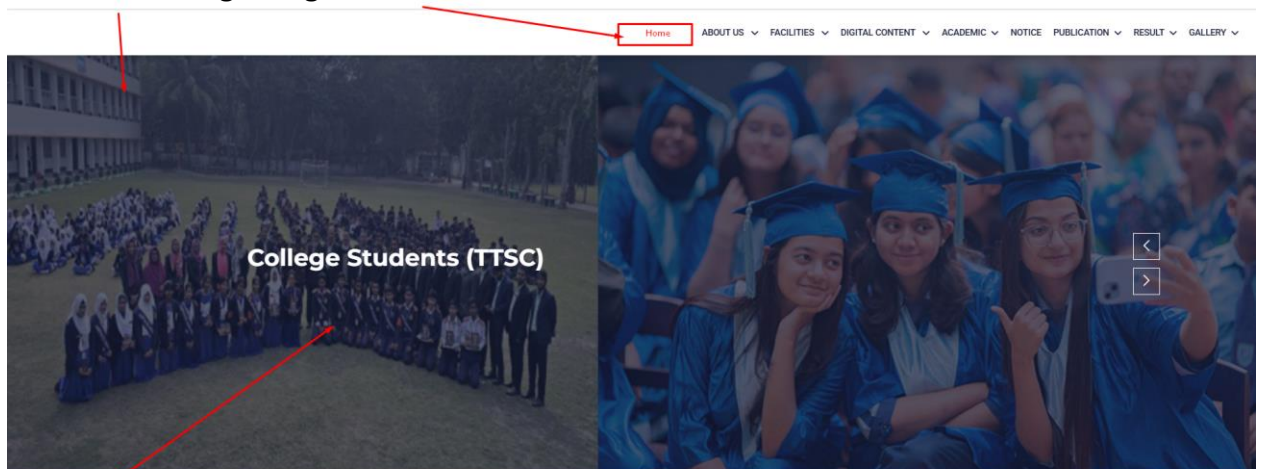 Home ABOUT US FACILITIES DIGITAL CONTENT ACADEMIC NOTICE PUBLICATION RESULT GALLERY
College Students (TTSC)